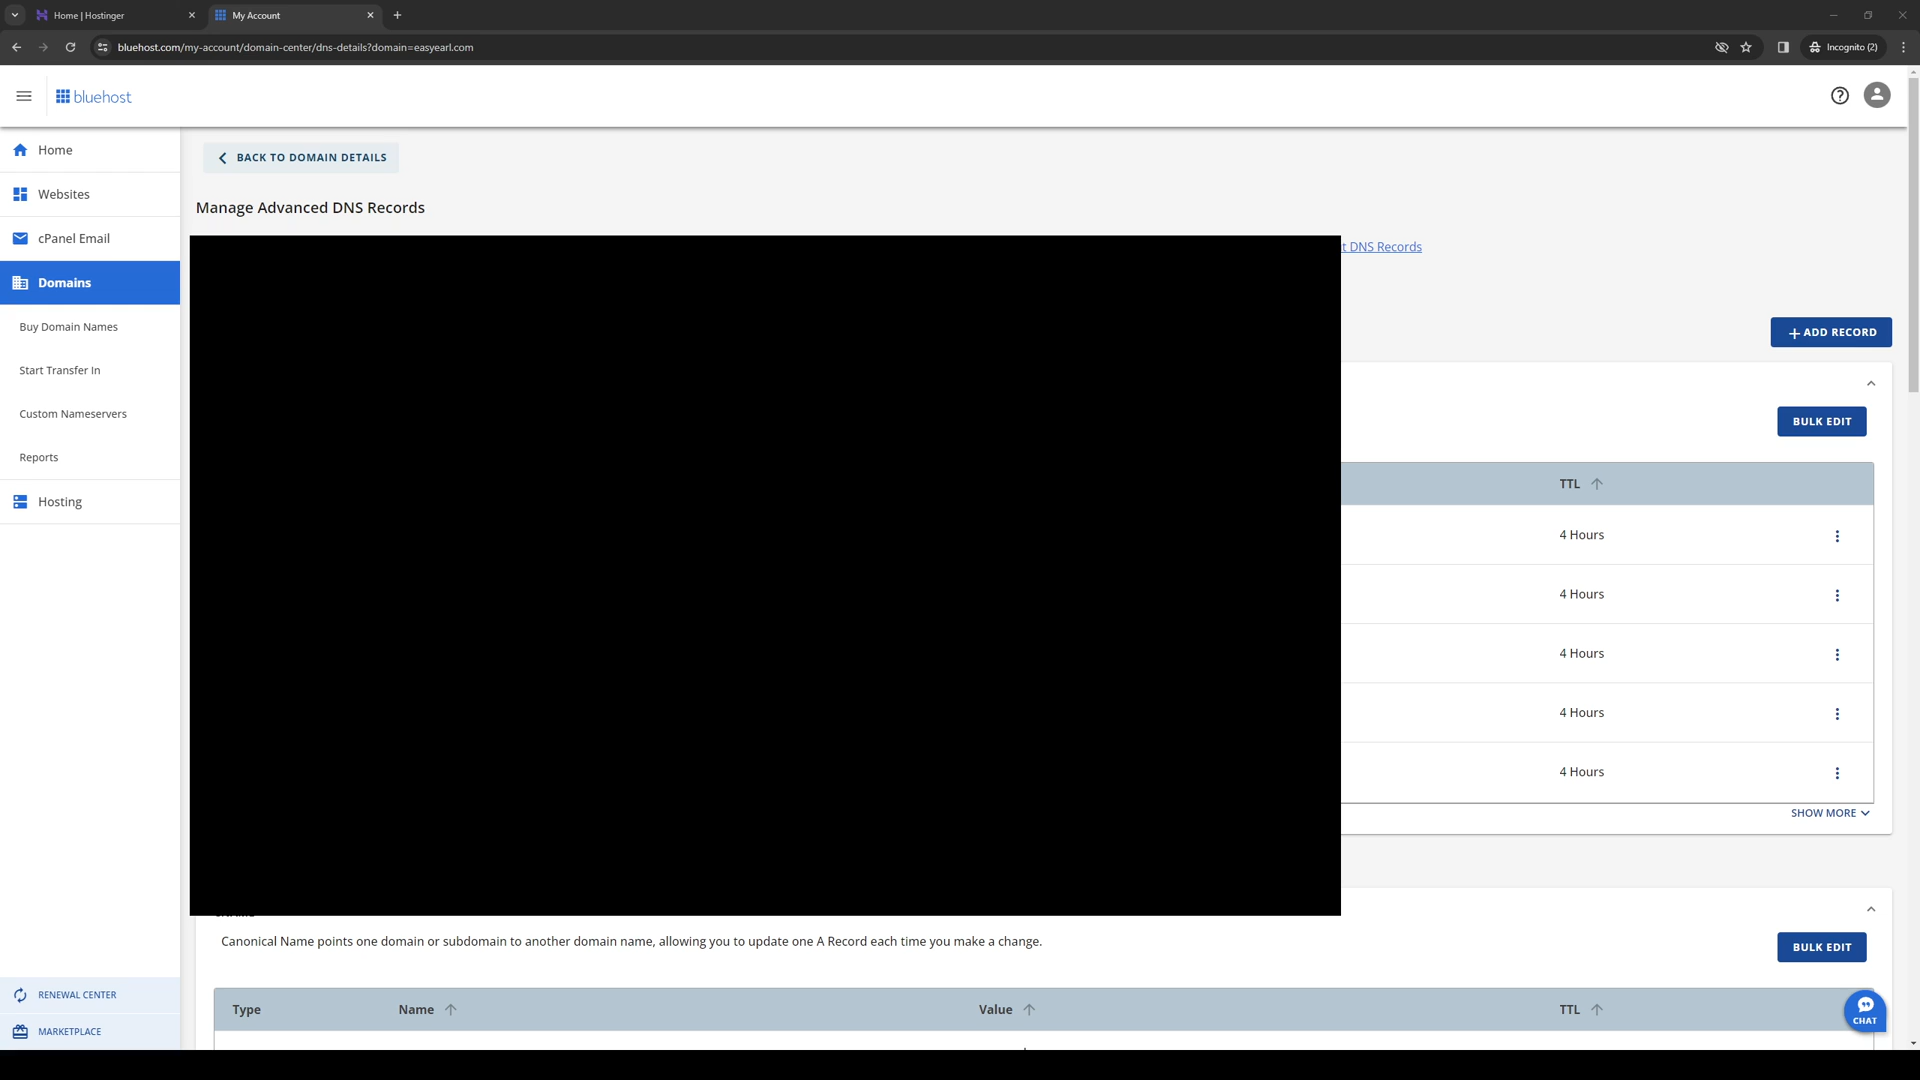 Home | Hostinger
My Account
bluehost.com/my-account/domain-center/dns-details?domain=easyearl.com
Incognito (2)
bluehost
Home
Websites
cPanel Email
Domains
Buy Domain Names
Start Transfer In
Custom Nameservers
Reports
Hosting
RENEWAL CENTER
MARKETPLACE
BACK TO DOMAIN DETAILS
Manage Advanced DNS Records
t DNS Records
ADD RECORD
BULK EDIT
TTL
4 Hours
4 Hours
4 Hours
4 Hours
4 Hours
SHOW MORE
Canonical Name points one domain or subdomain to another domain name, allowing you to update one A Record each time you make a change.
BULK EDIT
Type Name Value TTL
CHAT